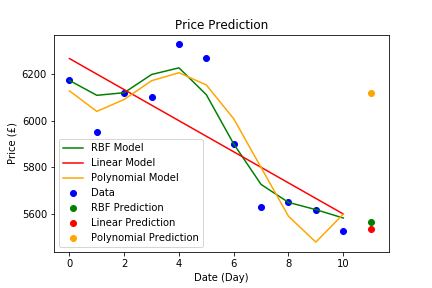 Price Prediction
6200
6000
5800
5600
Price (£)
RBF Model
Linear Model
Polynomial Model
Data
RBF Prediction
Linear Prediction
Polynomial Prediction
0 2 4 6 8 10
Date (Day)